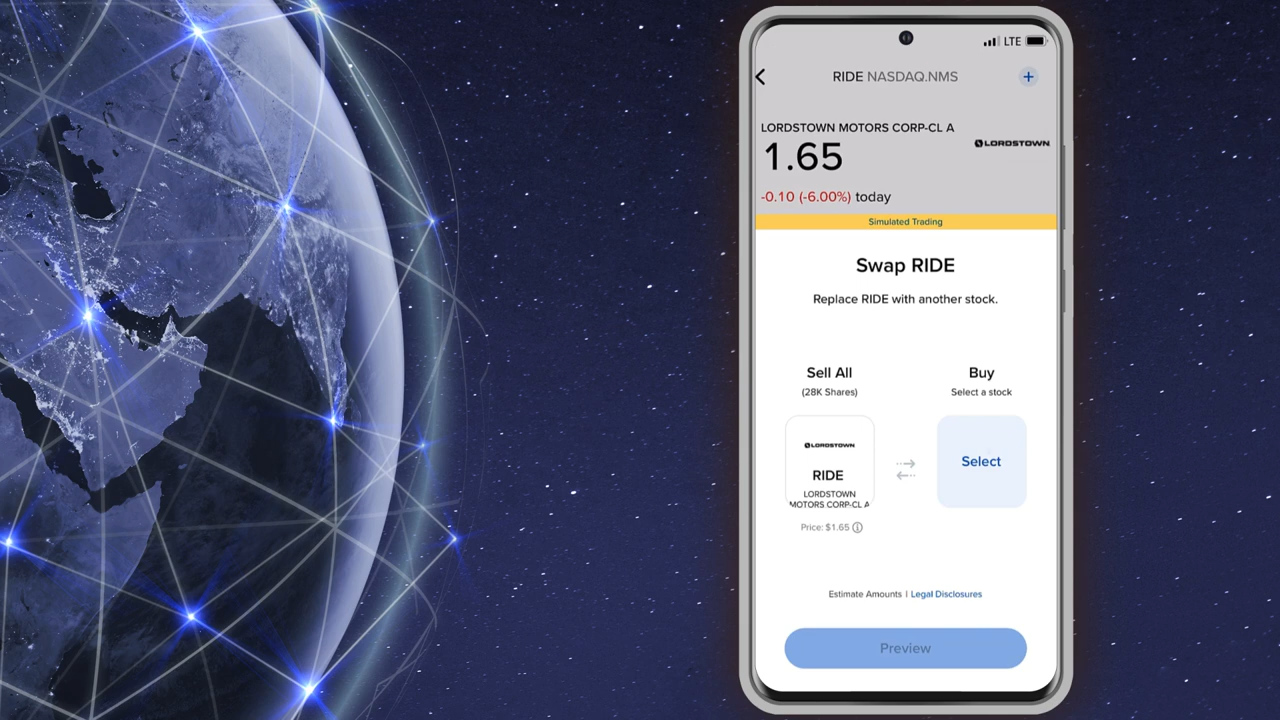 LTE
RIDE NASDAQ.NMS
LORDSTOWN MOTORS CORP-CL A
LORDSTOWN
1.65
-0.10 (-6.00%) today
Simulated Trading
Swap RIDE
Replace RIDE with another stock.
Sell All
(28K Shares)
Buy
Select a stock
LORDSTOWN
RIDE
LORDSTOWN
MOTORS CORP-CL A
Price: $1.65
Select
Estimate Amounts | Legal Disclosures
Preview